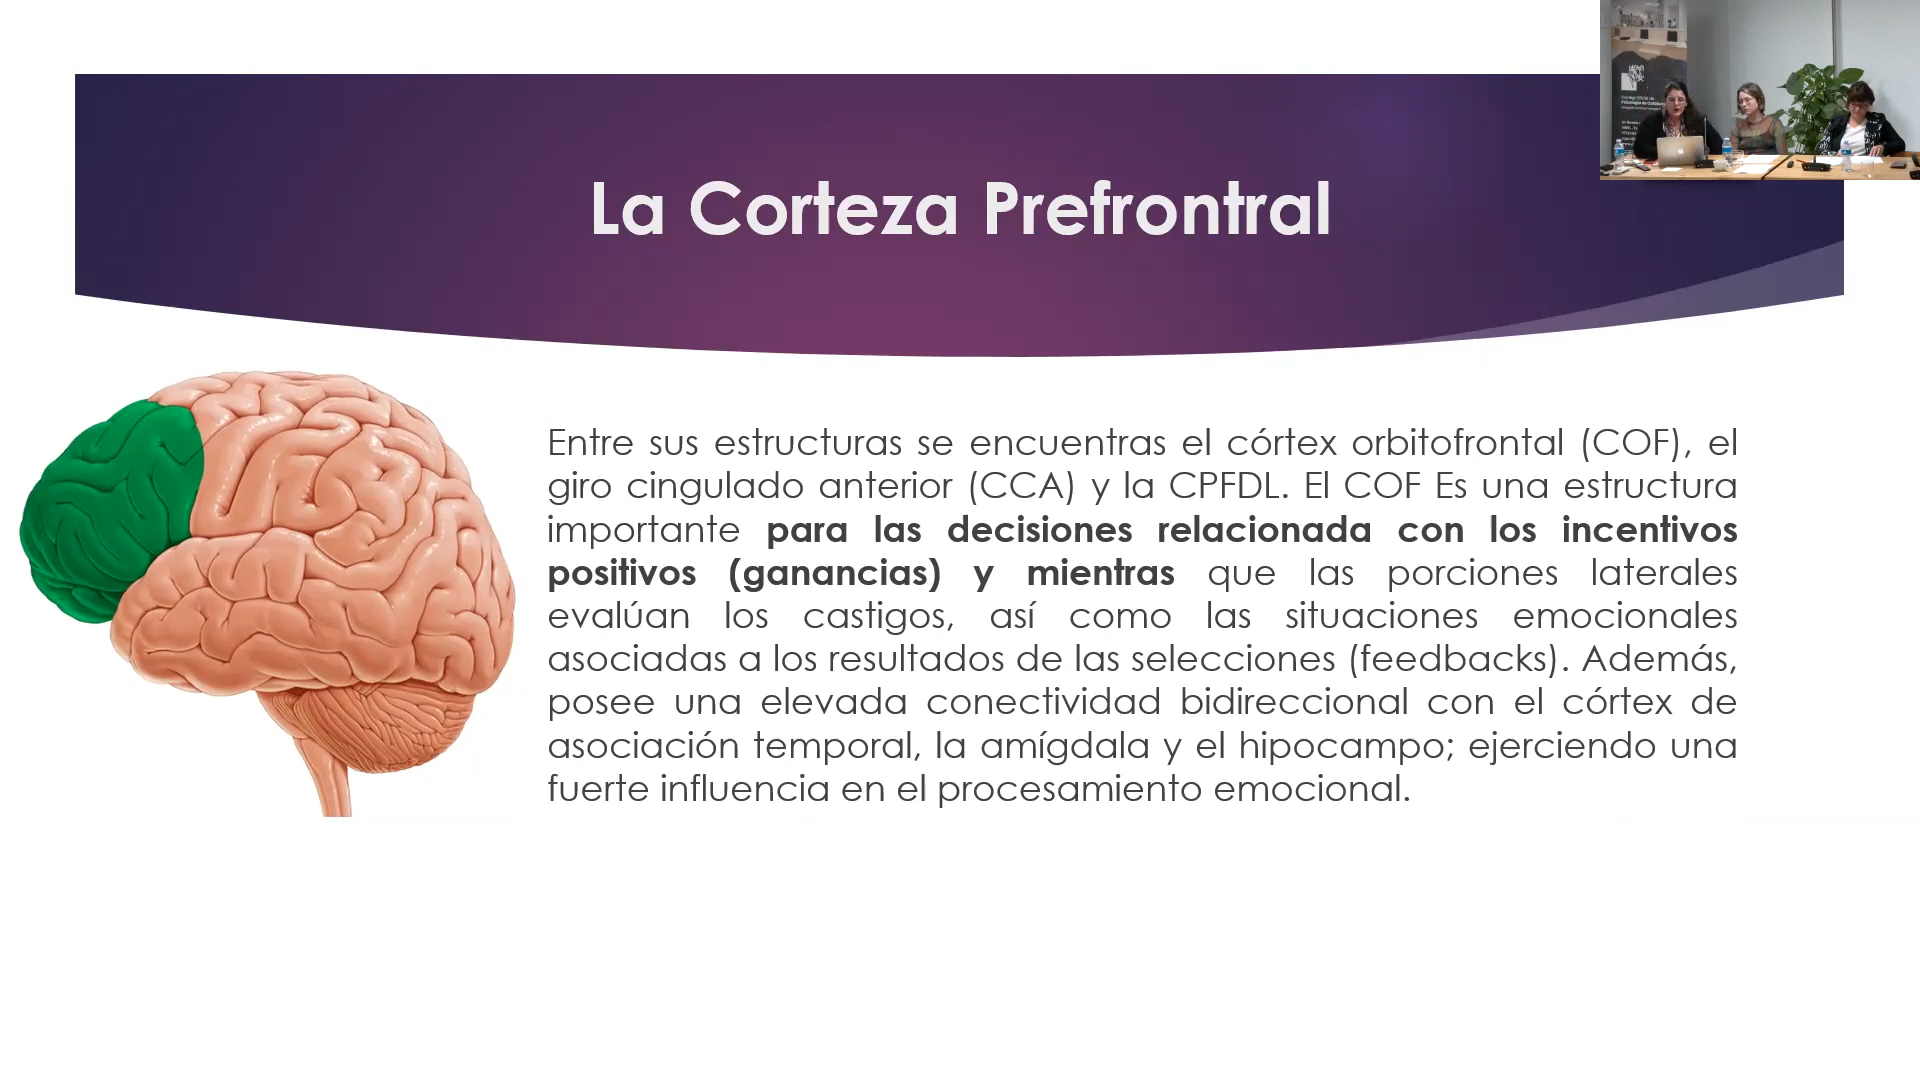 La Corteza Prefrontral
Entre sus estructuras se encuentras el córtex orbitofrontal (COF), el
giro cingulado anterior (CCA) y la CPFDL. El COF Es una estructura
importante para las decisiones relacionada con los incentivos
positivos (ganancias) y mientras que las porciones laterales
evalúan los castigos, así como las situaciones emocionales
asociadas a los resultados de las selecciones (feedbacks). Además,
posee una elevada conectividad bidireccional con el córtex de
asociación temporal, la amígdala y el hipocampo; ejerciendo una
fuerte influencia en el procesamiento emocional.